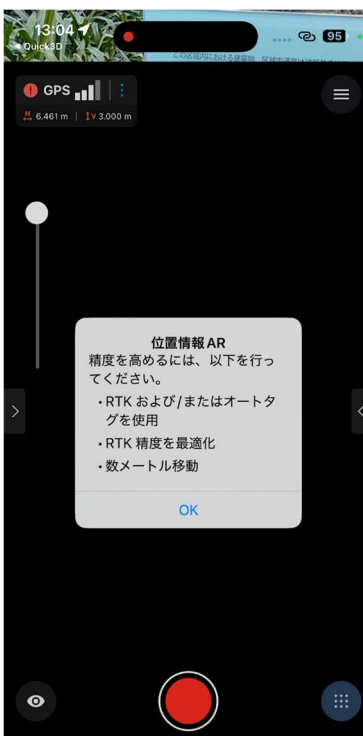 13:04
95
◀ Quick3D
GPS
H 6.461 m | V 3.000 m
位置情報 AR
精度を高めるには、以下を行っ
てください。
・RTK および/またはオートタ
グを使用
・RTK 精度を最適化
・数メートル移動
OK